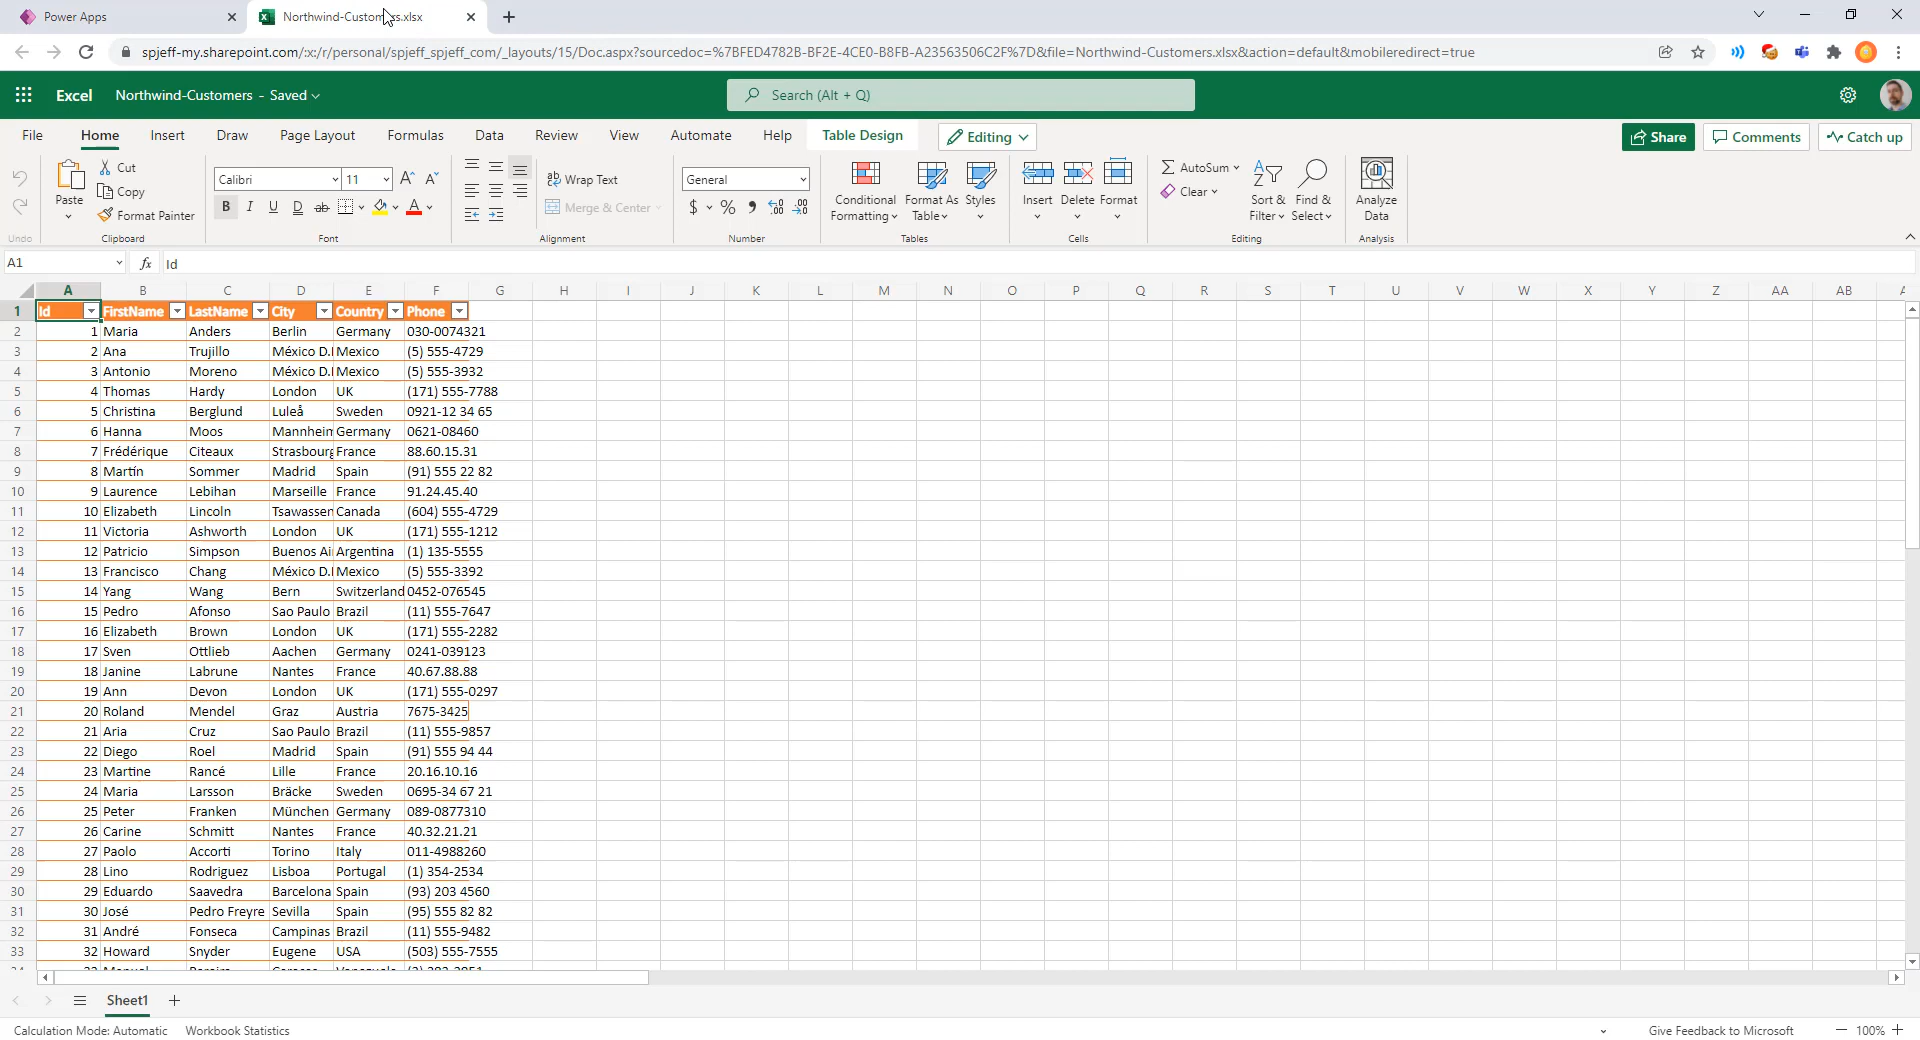 Power Apps
Northwind-Customers.xlsx
spjeff-my.sharepoint.com/:x:/r/personal/spjeff_spjeff_com/_layouts/15/Doc.aspx?sourcedoc=%7BFED4782B-BF2E-4CE0-B8FB-A23563506C2F%7D&file=Northwind-Customers.xlsx&action=default&mobileredirect=true
Excel Northwind-Customers - Saved Search (Alt + Q)
File Home Insert Draw Page Layout Formulas Data Review View Automate Help Table Design Editing Share Comments Catch up
Cut
Copy
Format Painter
Paste
Undo
Clipboard
Calibri 11
B I U D ab A
Font
Wrap Text
Merge & Center
Alignment
General
$ % 9 .00 .00
Number
Conditional Formatting
Format As Table
Styles
Tables
Insert Delete Format
Cells
AutoSum
Clear
Sort & Filter
Find & Select
Editing
Analyze Data
Analysis
A1 fx Id
A B C D E F G H I J K L M N O P Q R S T U V W X Y Z AA AB
1 Id FirstName LastName City Country Phone
2 1 Maria Anders Berlin Germany 030-0074321
3 2 Ana Trujillo México D. Mexico (5) 555-4729
4 3 Antonio Moreno México D. Mexico (5) 555-3932
5 4 Thomas Hardy London UK (171) 555-7788
6 5 Christina Berglund Luleå Sweden 0921-12 34 65
7 6 Hanna Moos Mannhein Germany 0621-08460
8 7 Frédérique Citeaux Strasbourg France 88.60.15.31
9 8 Martín Sommer Madrid Spain (91) 555 22 82
10 9 Laurence Lebihan Marseille France 91.24.45.40
11 10 Elizabeth Lincoln Tsawassen Canada (604) 555-4729
12 11 Victoria Ashworth London UK (171) 555-1212
13 12 Patricio Simpson Buenos Ai Argentina (1) 135-5555
14 13 Francisco Chang México D. Mexico (5) 555-3392
15 14 Yang Wang Bern Switzerland 0452-076545
16 15 Pedro Afonso Sao Paulo Brazil (11) 555-7647
17 16 Elizabeth Brown London UK (171) 555-2282
18 17 Sven Ottlieb Aachen Germany 0241-039123
19 18 Janine Labrune Nantes France 40.67.88.88
20 19 Ann Devon London UK (171) 555-0297
21 20 Roland Mendel Graz Austria 7675-3425
22 21 Aria Cruz Sao Paulo Brazil (11) 555-9857
23 22 Diego Roel Madrid Spain (91) 555 94 44
24 23 Martine Rancé Lille France 20.16.10.16
25 24 Maria Larsson Bräcke Sweden 0695-34 67 21
26 25 Peter Franken München Germany 089-0877310
27 26 Carine Schmitt Nantes France 40.32.21.21
28 27 Paolo Accorti Torino Italy 011-4988260
29 28 Lino Rodriguez Lisboa Portugal (1) 354-2534
30 29 Eduardo Saavedra Barcelona Spain (93) 203 4560
31 30 José Pedro Freyre Sevilla Spain (95) 555 82 82
32 31 André Fonseca Campinas Brazil (11) 555-9482
33 32 Howard Snyder Eugene USA (503) 555-7555
Sheet1
Calculation Mode: Automatic Workbook Statistics Give Feedback to Microsoft 100%